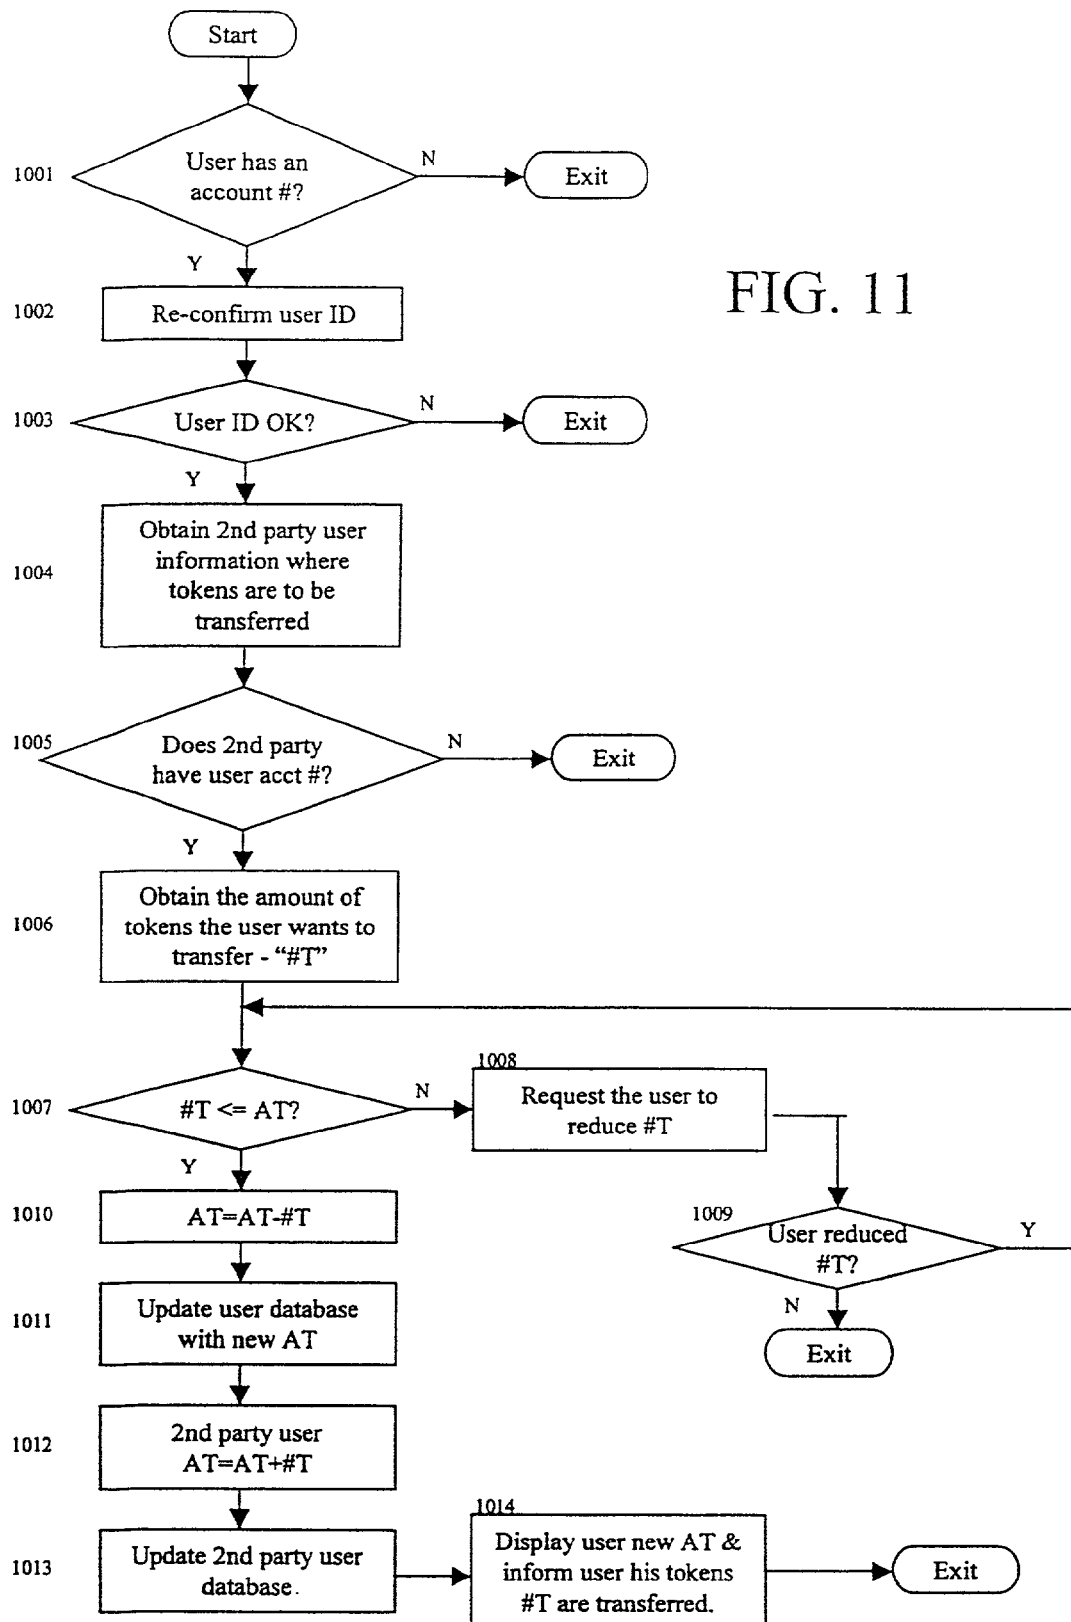 Start
1001
User has an
account #?
N
Exit
Y
FIG. 11
1002
Re-confirm user ID
1003
User ID OK?
N
Exit
Y
1004
Obtain 2nd party user
information where
tokens are to be
transferred
1005
Does 2nd party
have user acct #?
N
Exit
Y
1006
Obtain the amount of
tokens the user wants to
transfer - “#T”
1007
#T <= AT?
N
1008
Request the user to
reduce #T
Y
1009
User reduced
#T?
Y
N
Exit
1010
AT=AT-#T
1011
Update user database
with new AT
1012
2nd party user
AT=AT+#T
1013
Update 2nd party user
database.
1014
Display user new AT &
inform user his tokens
#T are transferred.
Exit